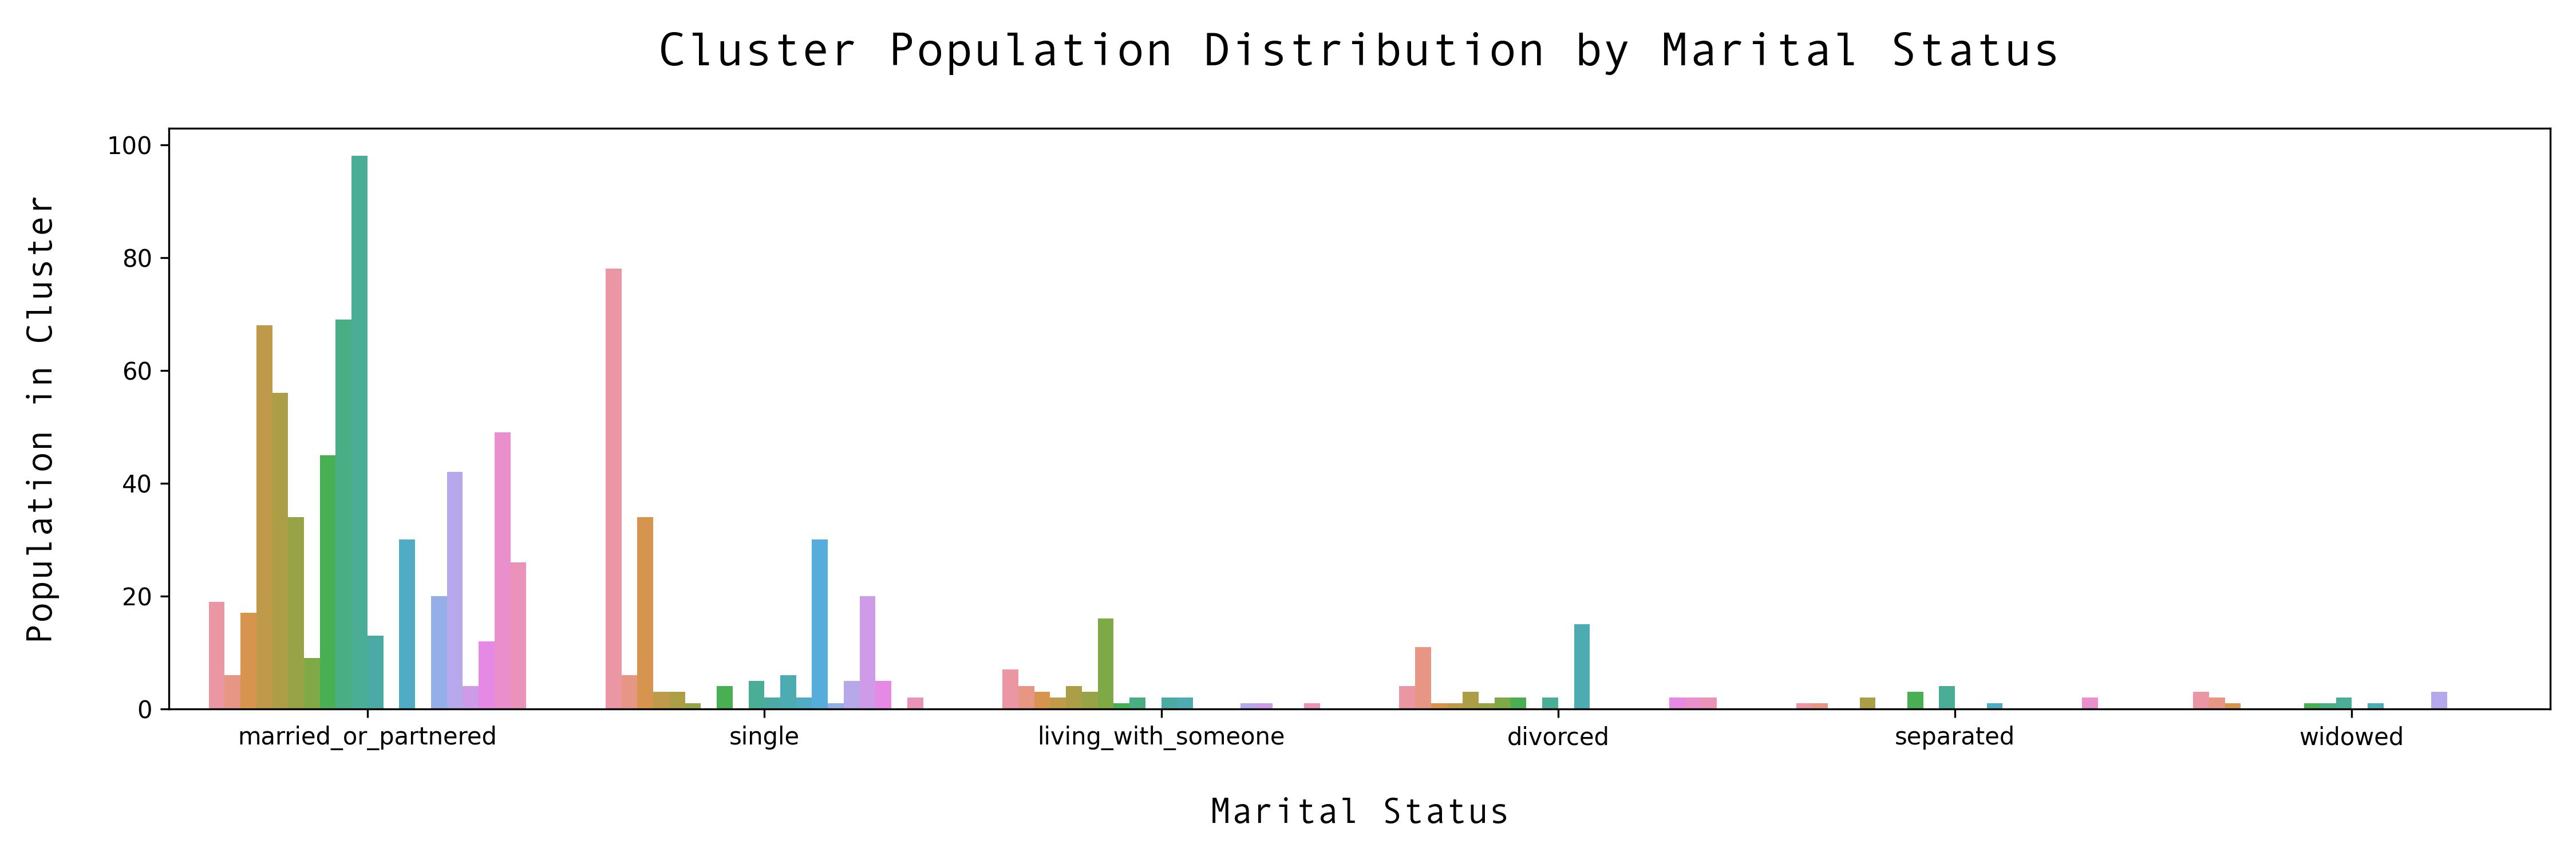 Cluster Population Distribution by Marital Status
Population in Cluster
100
80
60
40
20
0
married_or_partnered
single
living_with_someone
divorced
separated
widowed
Marital Status